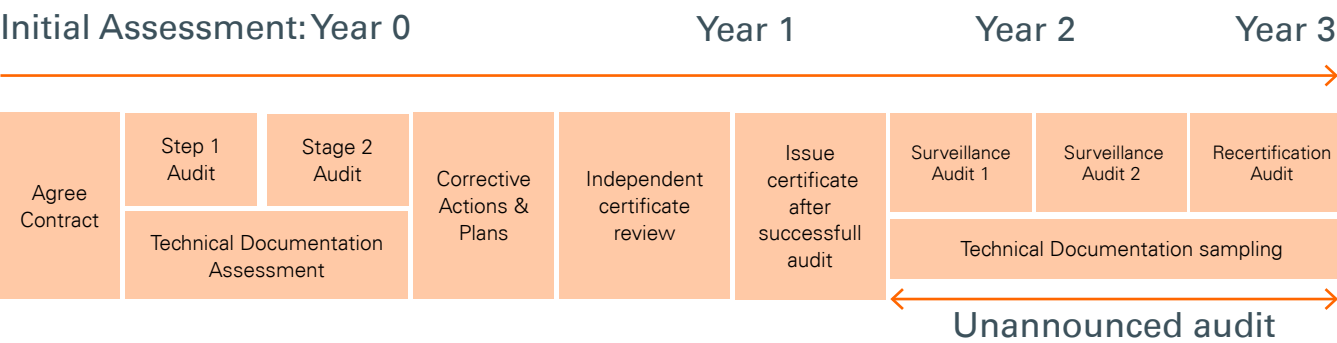 Initial Assessment: Year 0
Year 1
Year 2
Year 3
Agree
Contract
Step 1
Audit
Stage 2
Audit
Technical Documentation
Assessment
Corrective
Actions &
Plans
Independent
certificate
review
Issue
certificate
after
successfull
audit
Surveillance
Audit 1
Surveillance
Audit 2
Recertification
Audit
Technical Documentation sampling
Unannounced audit